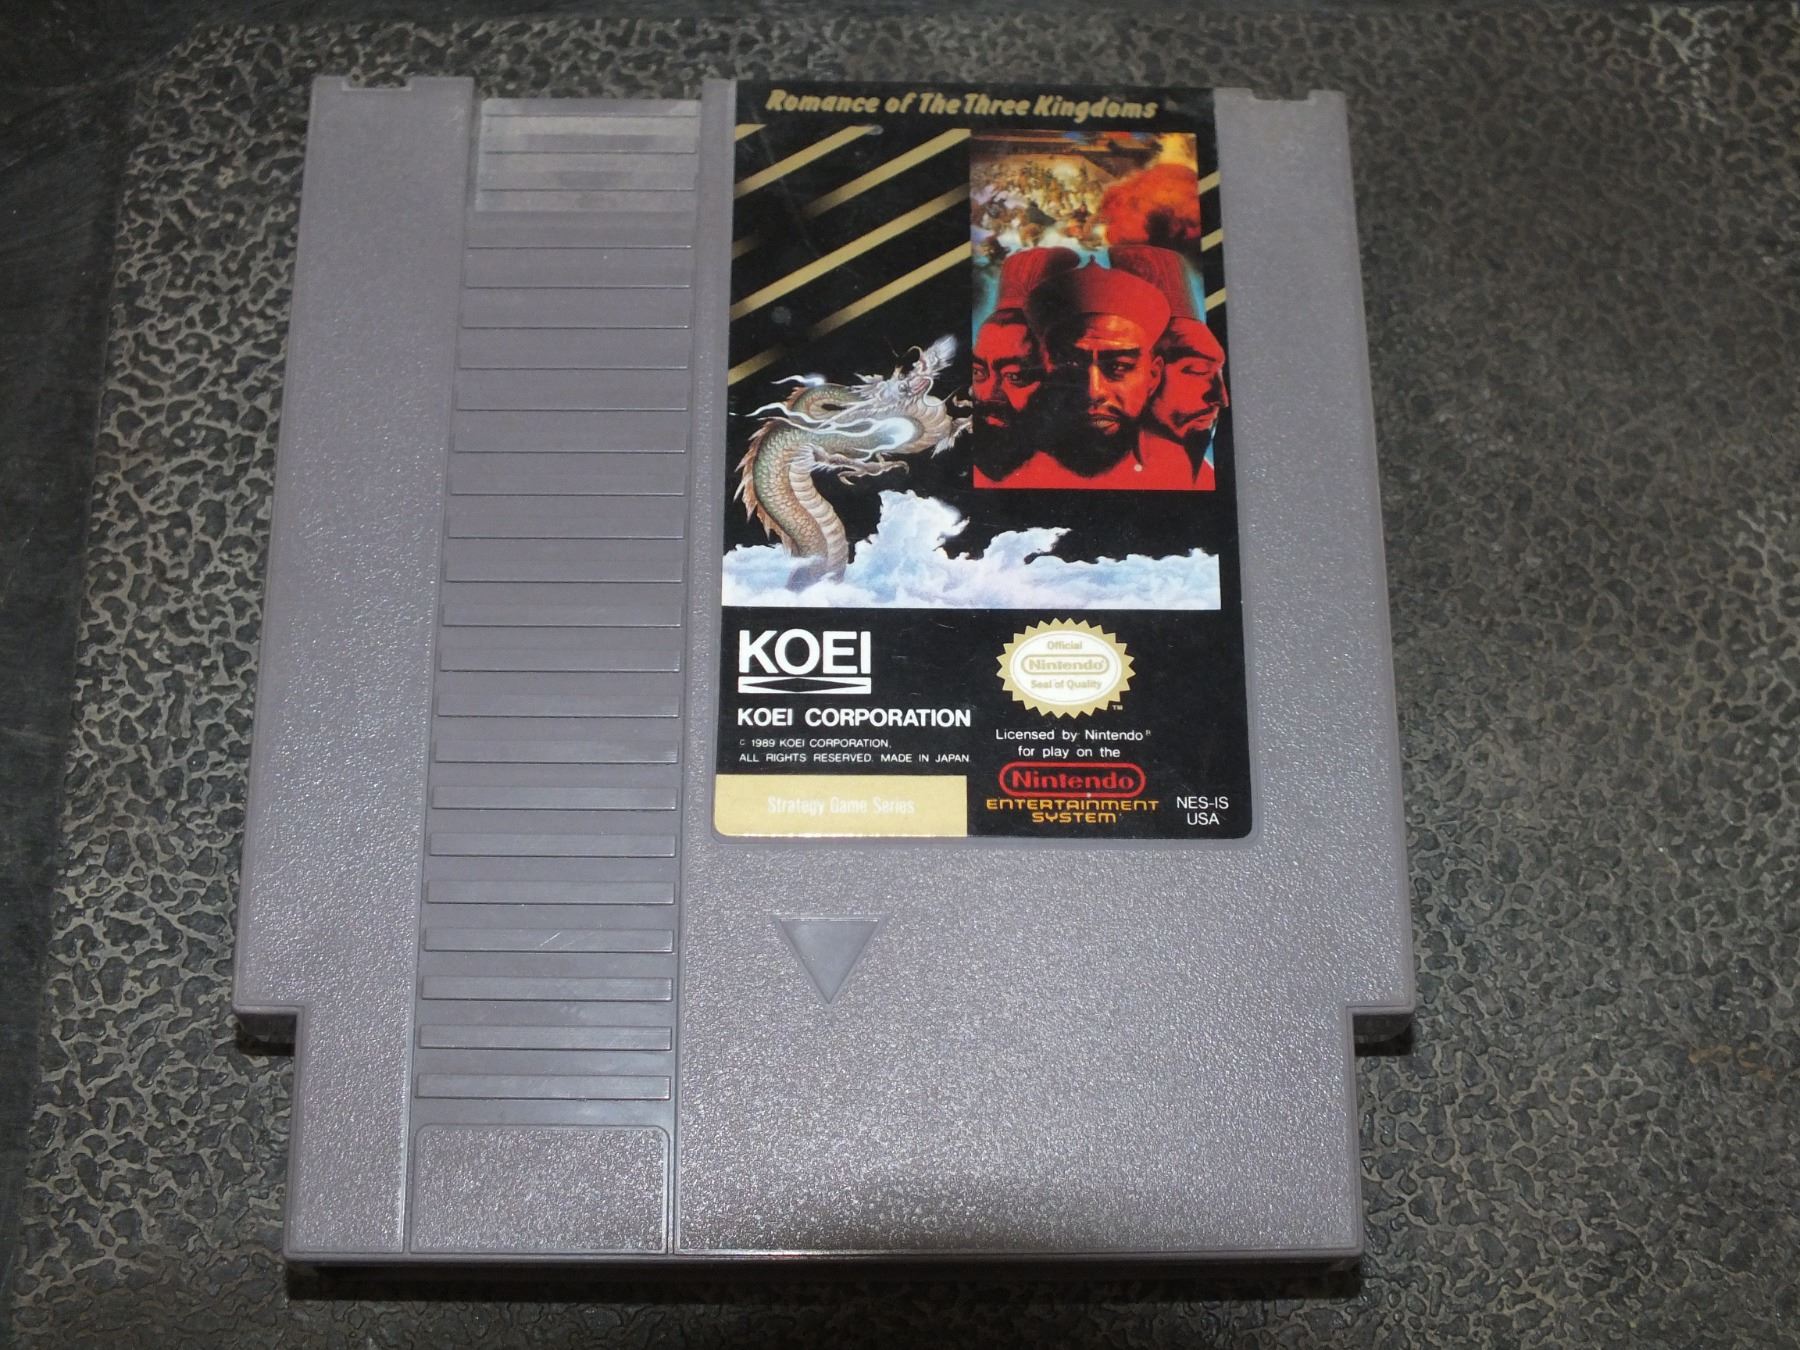 Romance of The Three Kingdoms
KOEI
KOEI CORPORATION
© 1989 KOEI CORPORATION.
ALL RIGHTS RESERVED. MADE IN JAPAN
Strategy Game Series
Official
Nintendo
Seal of Quality
TM
Licensed by Nintendo®
for play on the
Nintendo
ENTERTAINMENT
SYSTEM
NES-IS
USA